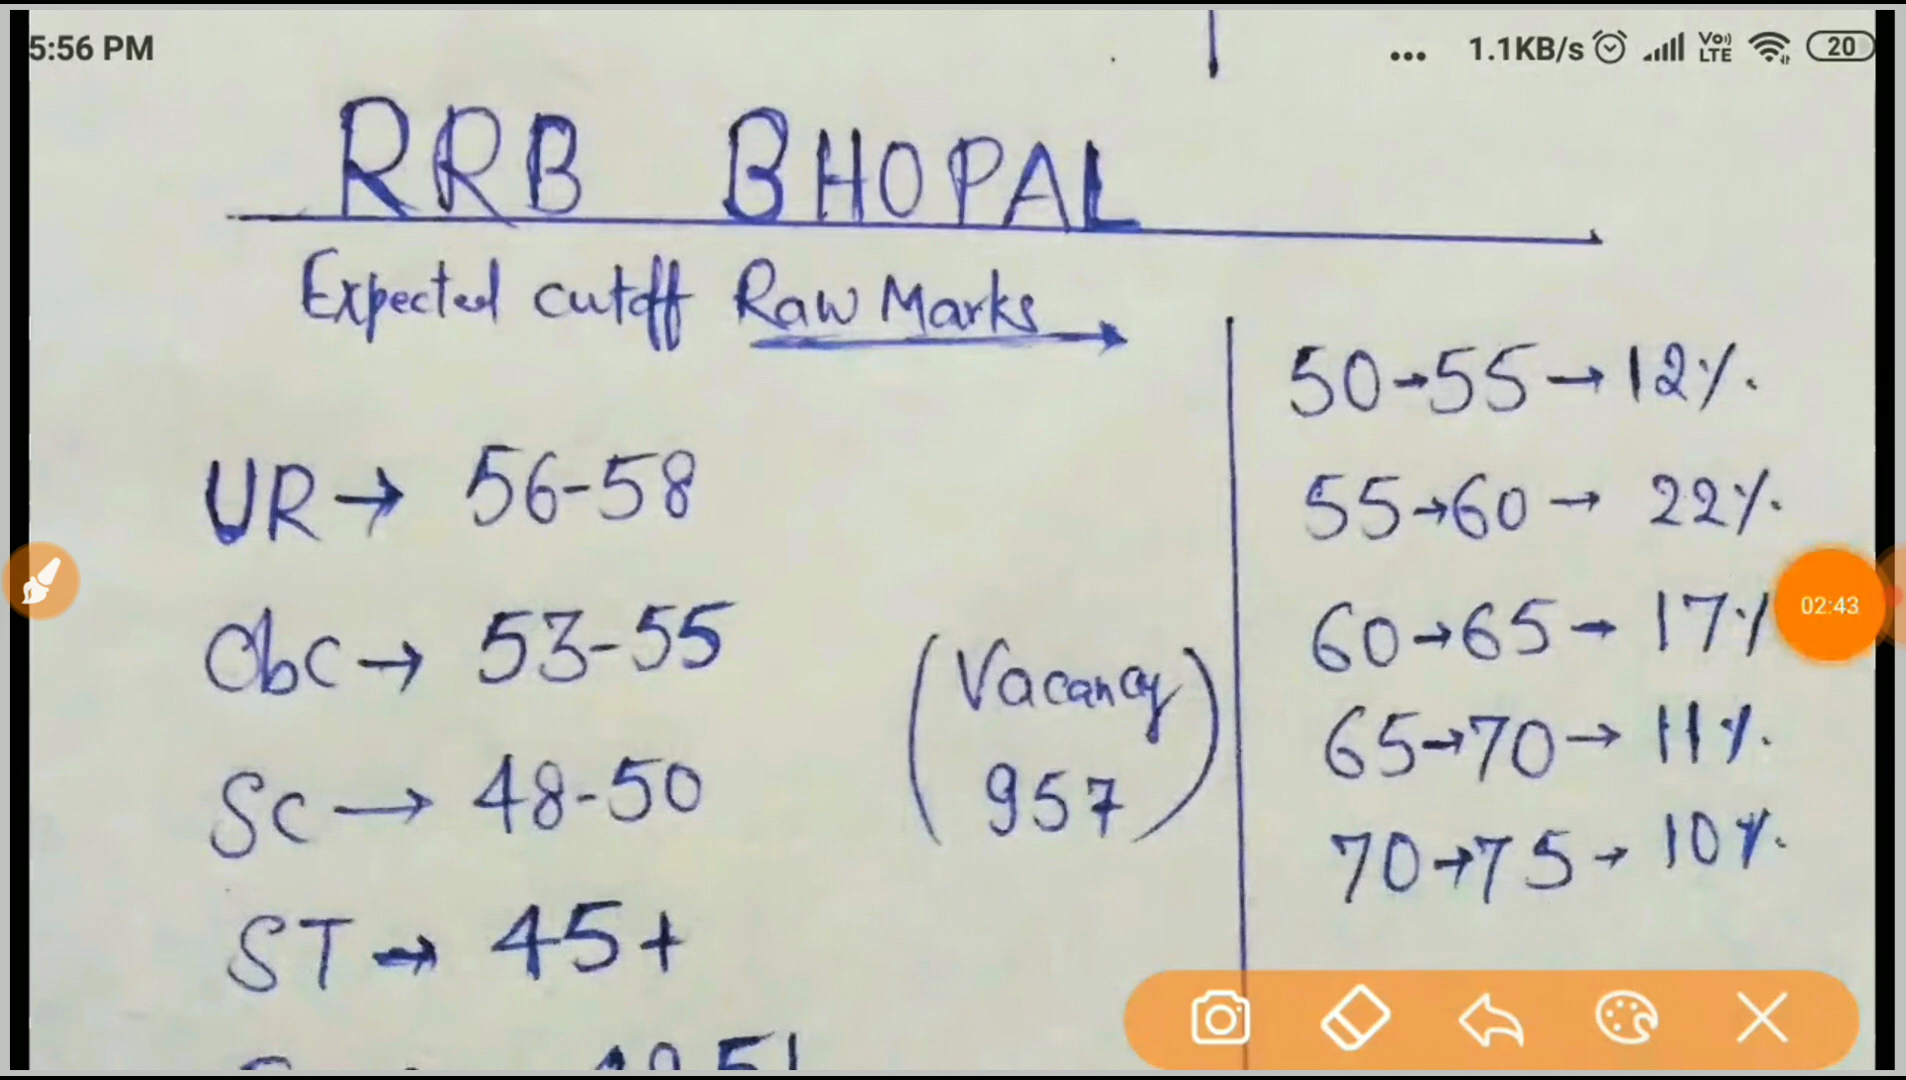 5:56 PM
... 1.1KB/s Vo)) LTE 20
RRB BHOPAL
Expected cutoff Raw Marks →
UR → 56-58
Obc → 53-55
Sc → 48-50
ST → 45+
(Vacancy 957)
50→55 → 12%.
55→60 → 22%.
60→65 → 17%
65→70 → 11%.
70→75 → 10%.
02:43